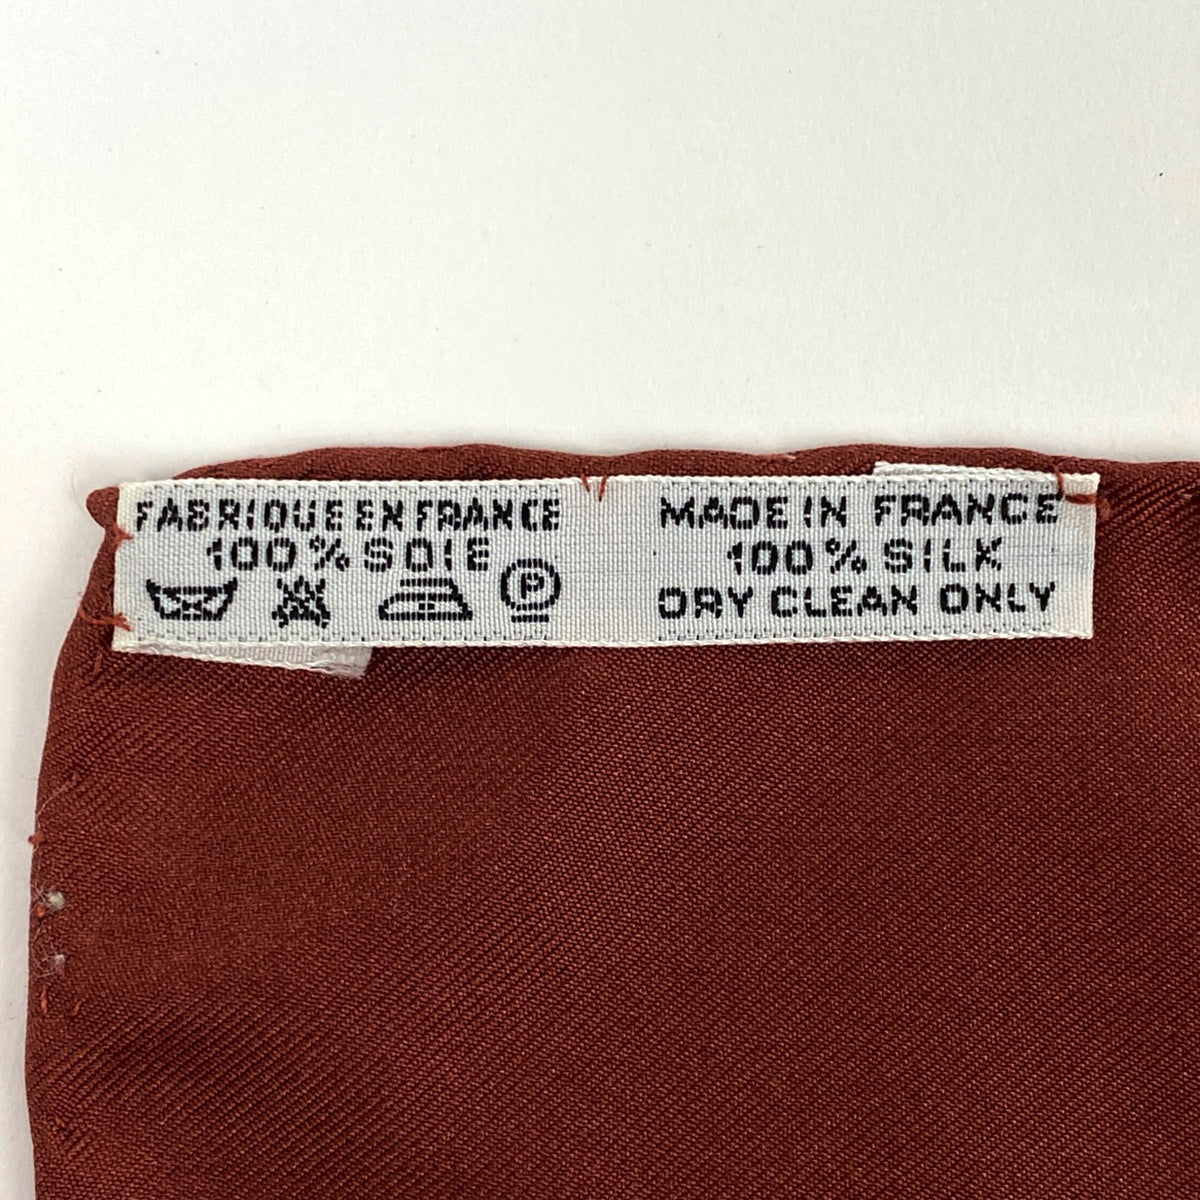 FABRIQUE EN FRANCE
100% SOIE
P
MADE IN FRANCE
100% SILK
DRY CLEAN ONLY